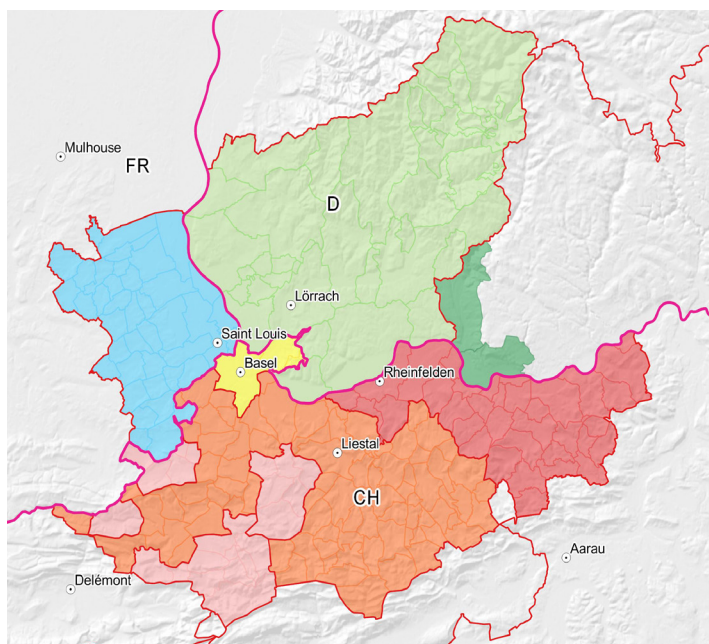 Mulhouse
FR
D
Lörrach
Saint Louis
Basel
Rheinfelden
Liestal
CH
Aarau
Delémont